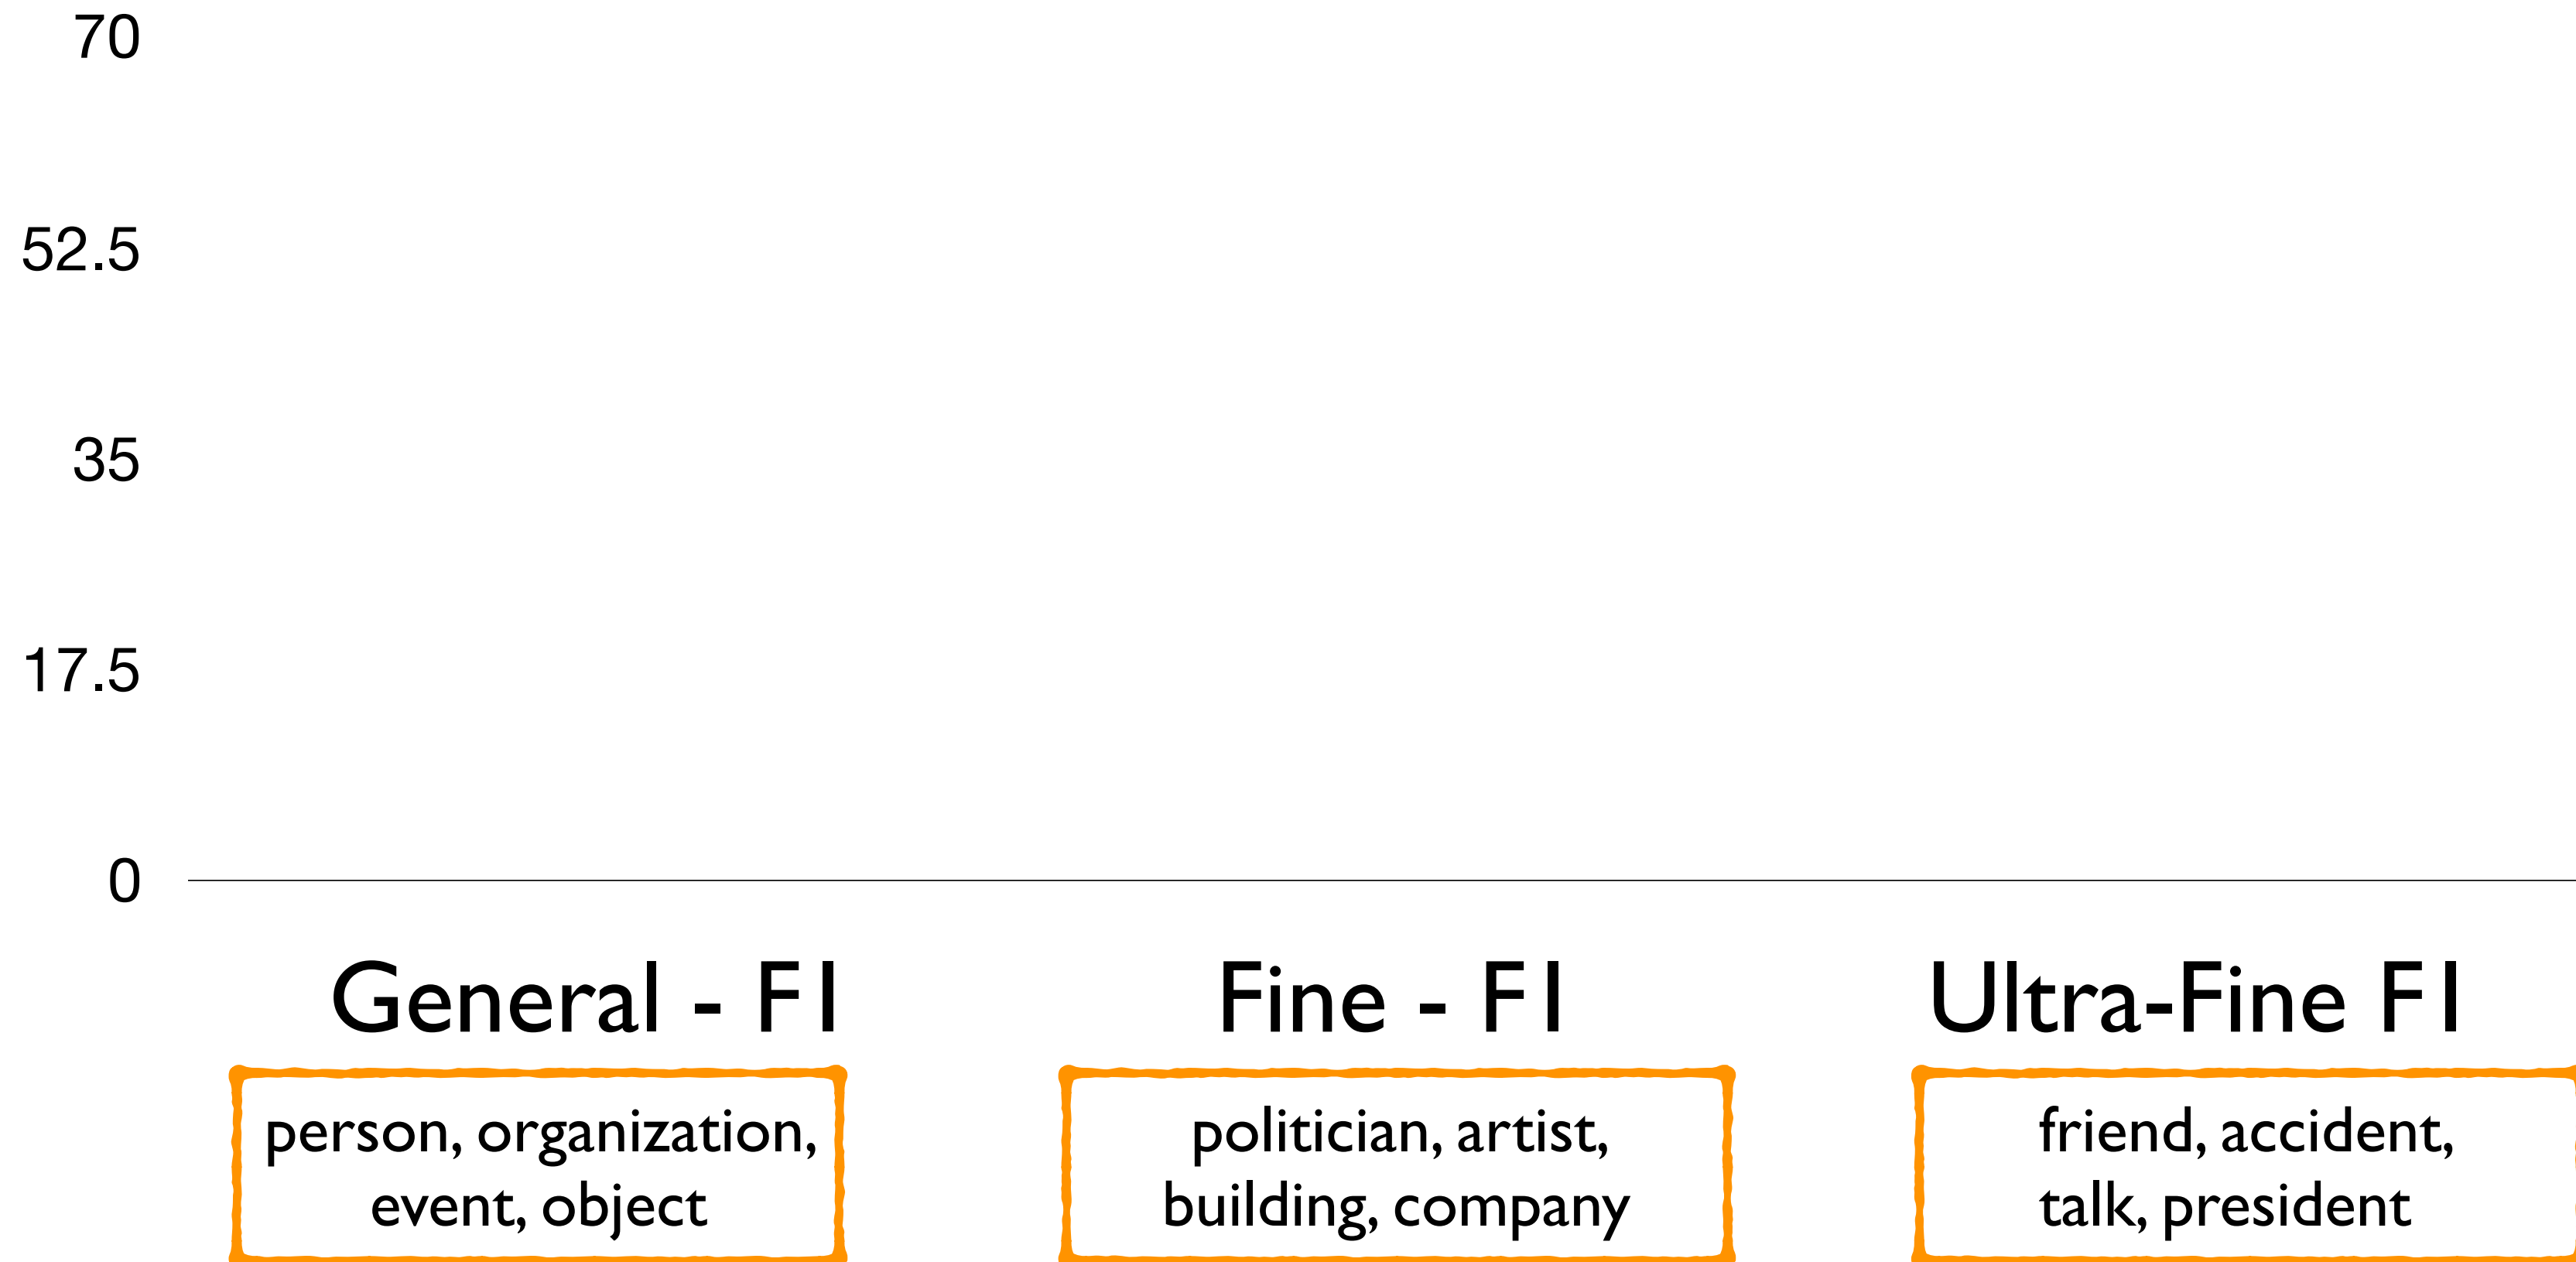 70
52.5
35
17.5
0
General - F1
Fine - F1
Ultra-Fine F1
person, organization,
event, object
politician, artist,
building, company
friend, accident,
talk, president